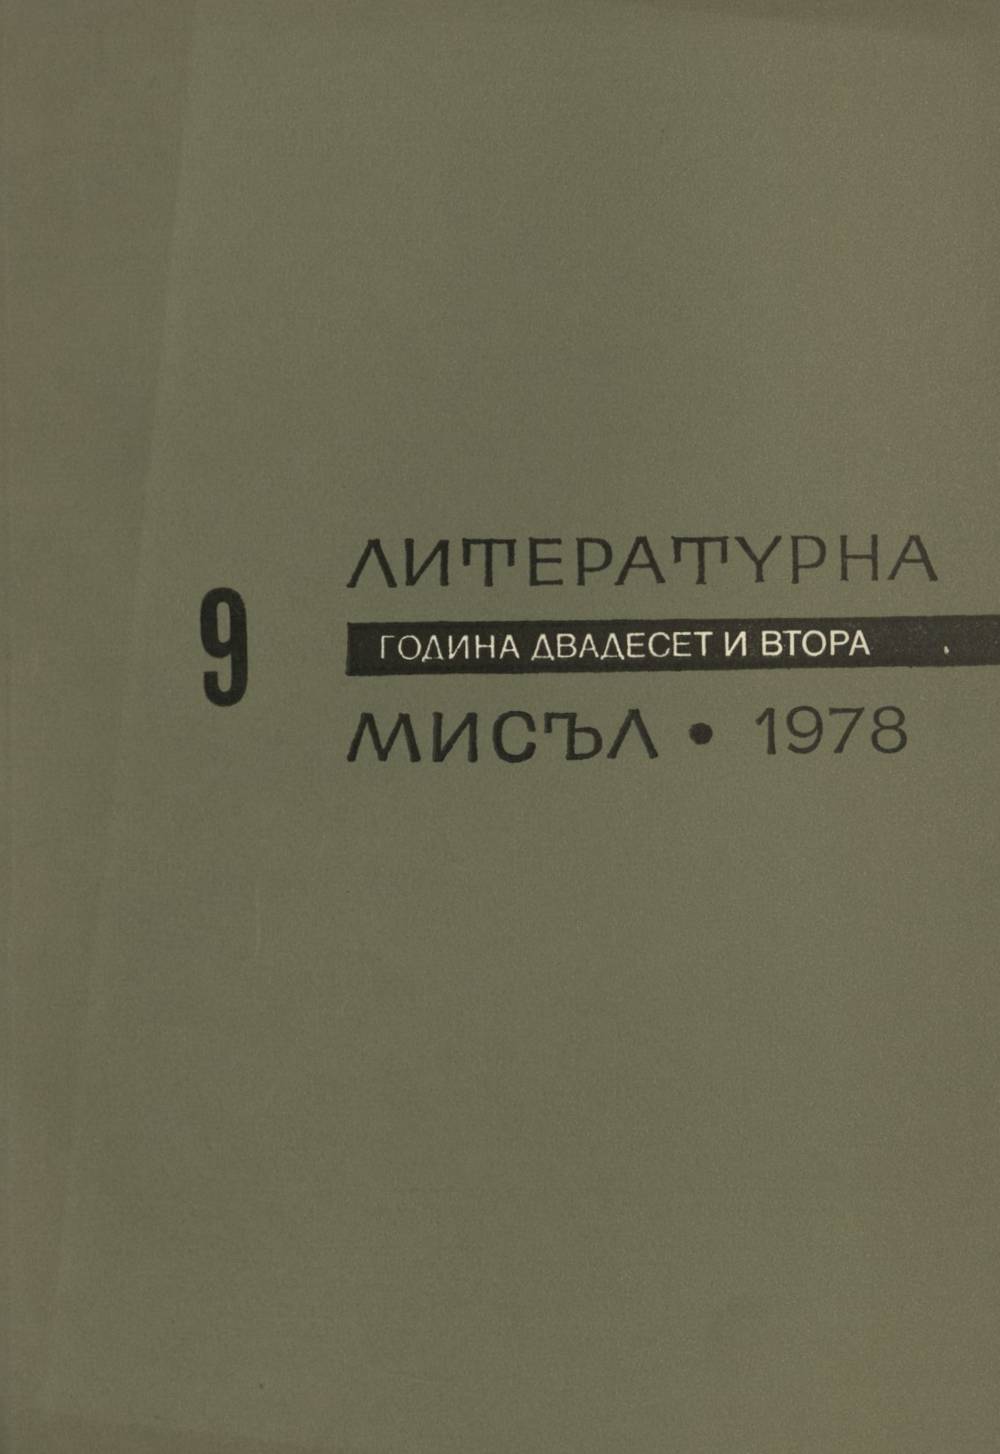 9
ЛИТЕРАТУРНА
ГОДИНА ДВАДЕСЕТ И ВТОРА
МИСЪЛ • 1978